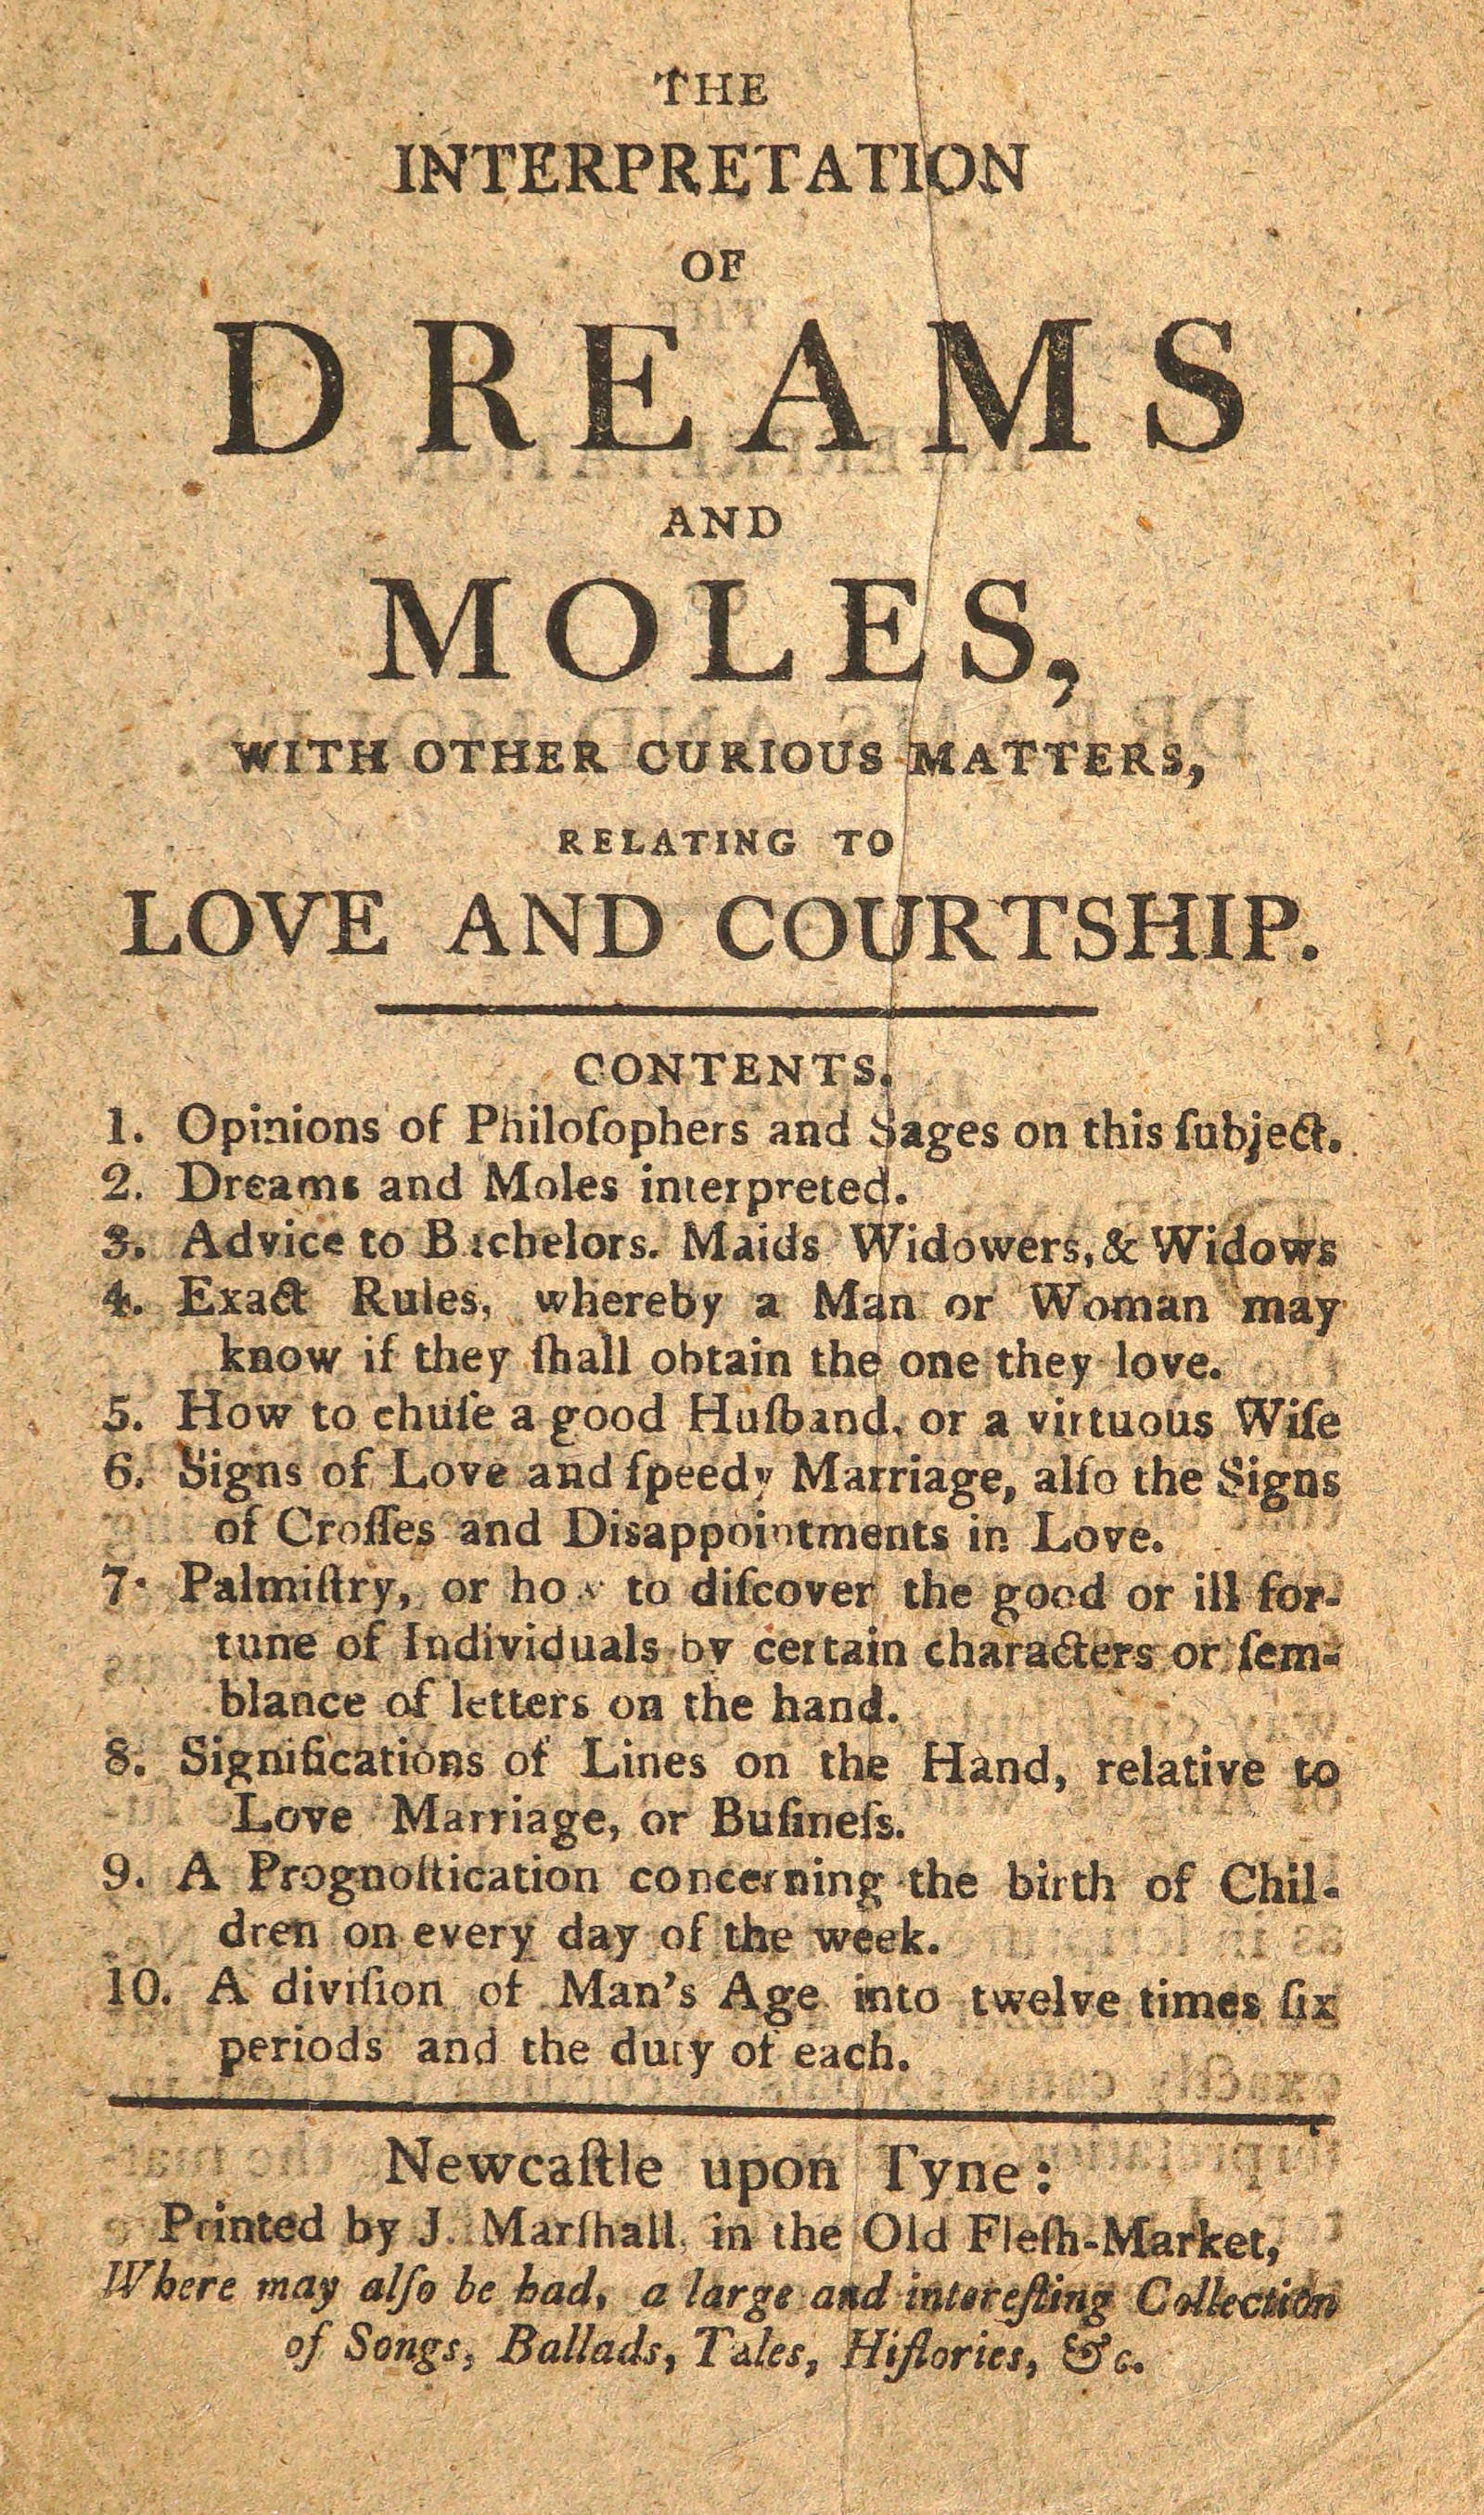 THE
INTERPRETATION
OF
DREAMS
AND
MOLES,
WITH OTHER CURIOUS MATTERS,
RELATING TO
LOVE AND COURTSHIP.
CONTENTS.
1. Opinions of Philoſophers and Sages on this ſubject.
2. Dreams and Moles interpreted.
3. Advice to Bachelors. Maids Widowers, & Widows
4. Exact Rules, whereby a Man or Woman may
know if they ſhall obtain the one they love.
5. How to chuſe a good Huſband, or a virtuous Wiſe
6. Signs of Love and ſpeedy Marriage, alſo the Signs
of Croſſes and Disappointments in Love.
7. Palmiſtry, or how to diſcover the good or ill for-
tune of Individuals by certain characters or ſem-
blance of letters on the hand.
8. Significations of Lines on the Hand, relative to
Love Marriage, or Buſineſs.
9. A Prognoſtication concerning the birth of Chil-
dren on every day of the week.
10. A diviſion of Man's Age into twelve times ſix
periods and the duty of each.
Newcaſtle upon Tyne:
Printed by J. Marſhall, in the Old Fleſh-Market,
Where may alſo be had, a large and intereſting Collection
of Songs, Ballads, Tales, Hiſtories, &c.